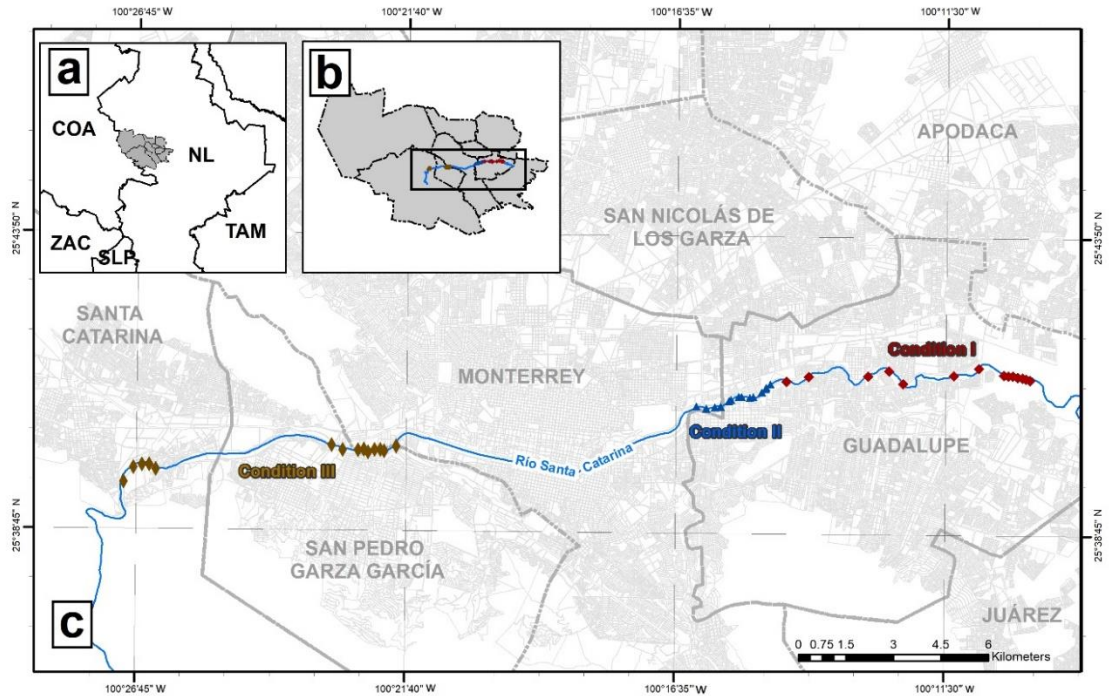 100°26'45"W
100°21'40"W
100°16'35"W
100°11'30"W
a
COA
NL
ZAC
SLP
TAM
b
APODACA
SAN NICOLÁS DE
LOS GARZA
25°43'50" N
25°43'50" N
SANTA
CATARINA
MONTERREY
Condition I
Condition II
GUADALUPE
Condition III
Río Santa Catarina
25°38'45" N
25°38'45" N
SAN PEDRO
GARZA GARCÍA
JUÁREZ
c
0 0.75 1.5 3 4.5 6
Kilometers
100°26'45"W
100°21'40"W
100°16'35"W
100°11'30"W